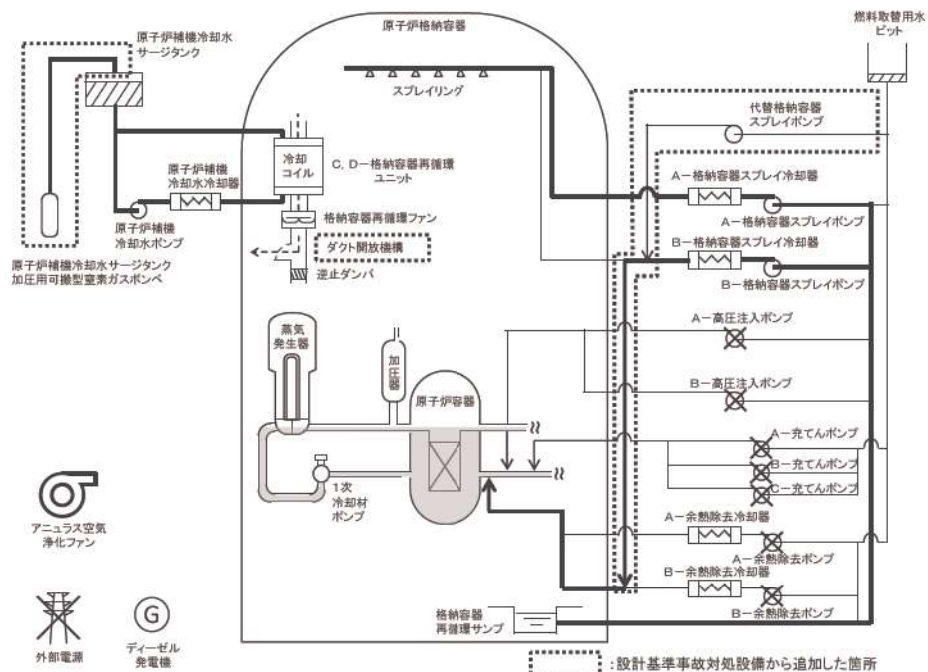 原子炉補機冷却水
サージタンク
原子炉格納容器
燃料取替用水
ピット
スプレイリング
代替格納容器
スプレイポンプ
冷却
コイル
C,D-格納容器再循環
ユニット
原子炉補機
冷却水冷却器
A-格納容器スプレイ冷却器
原子炉補機
冷却水ポンプ
格納容器再循環ファン
A-格納容器スプレイポンプ
ダクト開放機構
B-格納容器スプレイ冷却器
原子炉補機冷却水サージタンク
加圧用可搬型窒素ガスボンベ
逆止ダンパ
B-格納容器スプレイポンプ
蒸気
発生器
加圧器
A-高圧注入ポンプ
原子炉容器
B-高圧注入ポンプ
A-充てんポンプ
B-充てんポンプ
C-充てんポンプ
1次
冷却材
ポンプ
アニュラス空気
浄化ファン
A-余熱除去冷却器
A-余熱除去ポンプ
B-余熱除去冷却器
B-余熱除去ポンプ
格納容器
再循環サンプ
G
外部電源
ディーゼル
発電機
:設計基準事故対処設備から追加した箇所